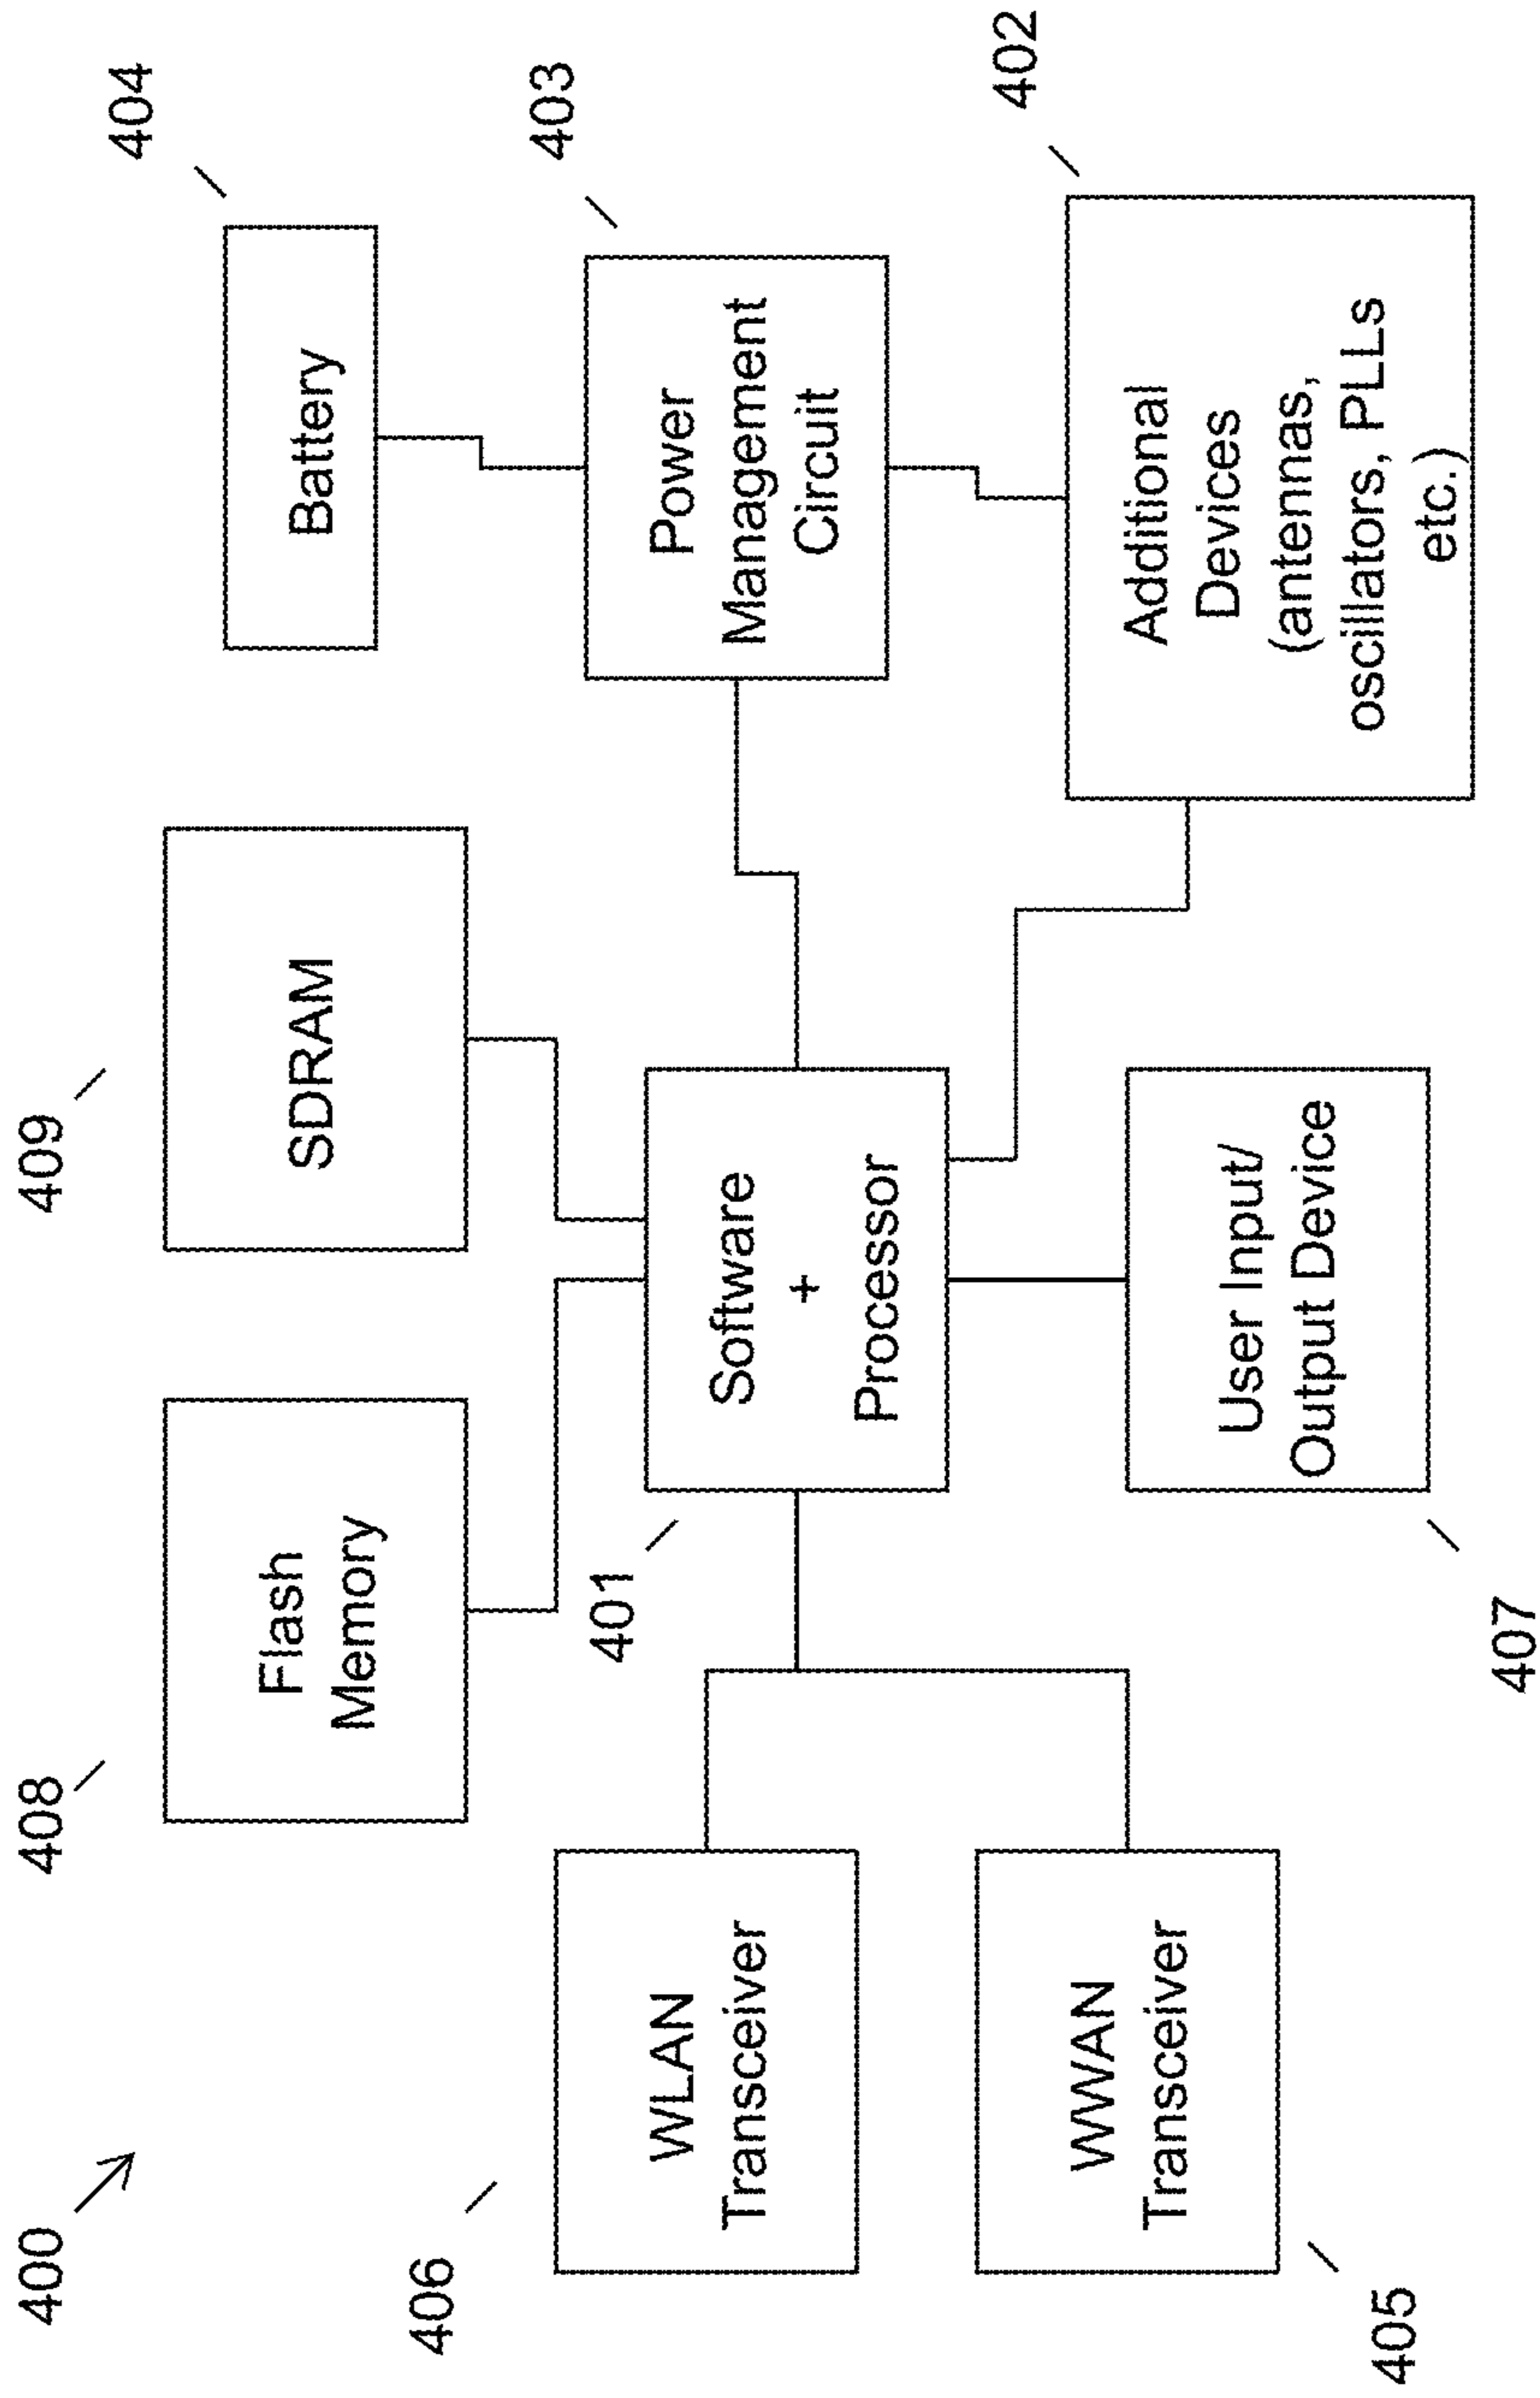 400
408
409
404
Flash
Memory
SDRAM
Battery
406
WLAN
Transceiver
401
Software
+
Processor
403
Power
Management
Circuit
405
WWAN
Transceiver
407
User Input/
Output Device
402
Additional
Devices
(antennas,
oscillators, PLLs
etc.)